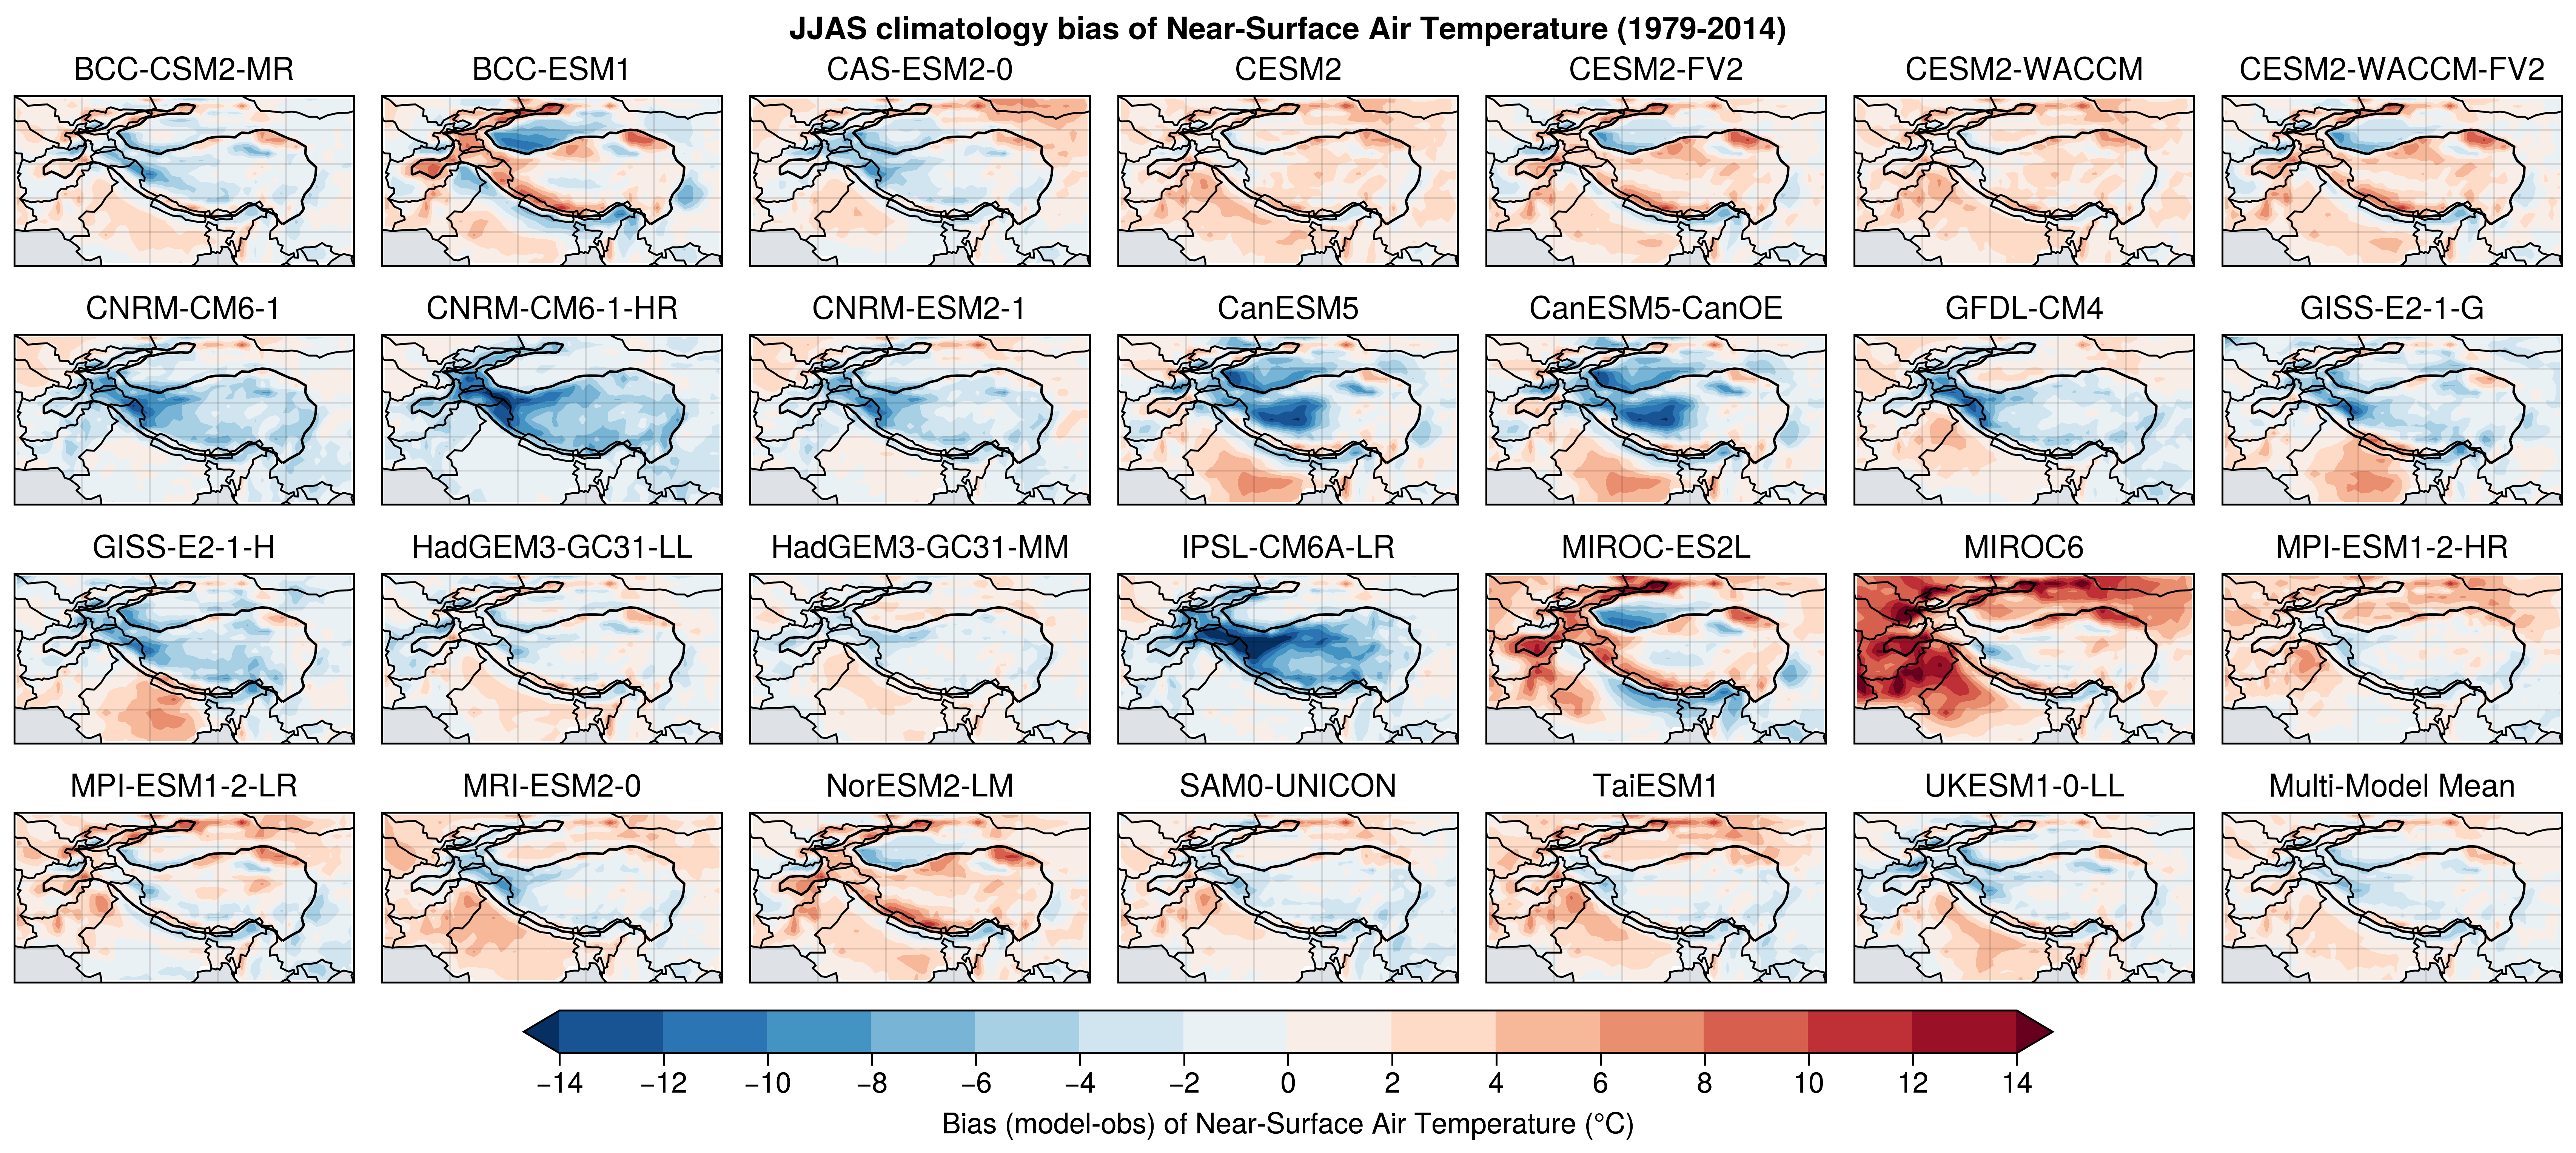 JJAS climatology bias of Near-Surface Air Temperature (1979-2014)
BCC-CSM2-MR BCC-ESM1 CAS-ESM2-0 CESM2 CESM2-FV2 CESM2-WACCM CESM2-WACCM-FV2
CNRM-CM6-1 CNRM-CM6-1-HR CNRM-ESM2-1 CanESM5 CanESM5-CanOE GFDL-CM4 GISS-E2-1-G
GISS-E2-1-H HadGEM3-GC31-LL HadGEM3-GC31-MM IPSL-CM6A-LR MIROC-ES2L MIROC6 MPI-ESM1-2-HR
MPI-ESM1-2-LR MRI-ESM2-0 NorESM2-LM SAM0-UNICON TaiESM1 UKESM1-0-LL Multi-Model Mean
−14 −12 −10 −8 −6 −4 −2 0 2 4 6 8 10 12 14
Bias (model-obs) of Near-Surface Air Temperature (°C)